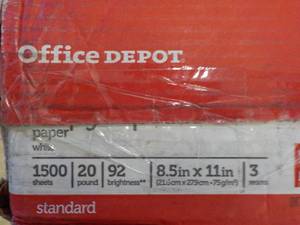 Office DEPOT
paper
white
1500 20 92 8.5in x 11in 3
sheets pound brightness** (21.6cm x 27.9cm • 75g/m²) reams
standard